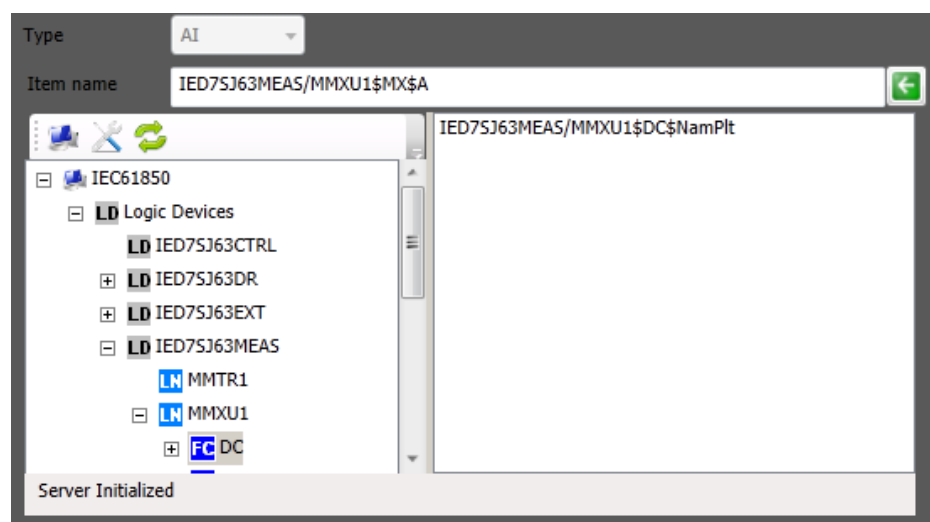 Type AI
Item name IED7SJ63MEAS/MMXU1$MX$A
IED7SJ63MEAS/MMXU1$DC$NamPlt
IEC61850
LD Logic Devices
LD IED7SJ63CTRL
LD IED7SJ63DR
LD IED7SJ63EXT
LD IED7SJ63MEAS
LN MMTR1
LN MMXU1
FC DC
Server Initialized